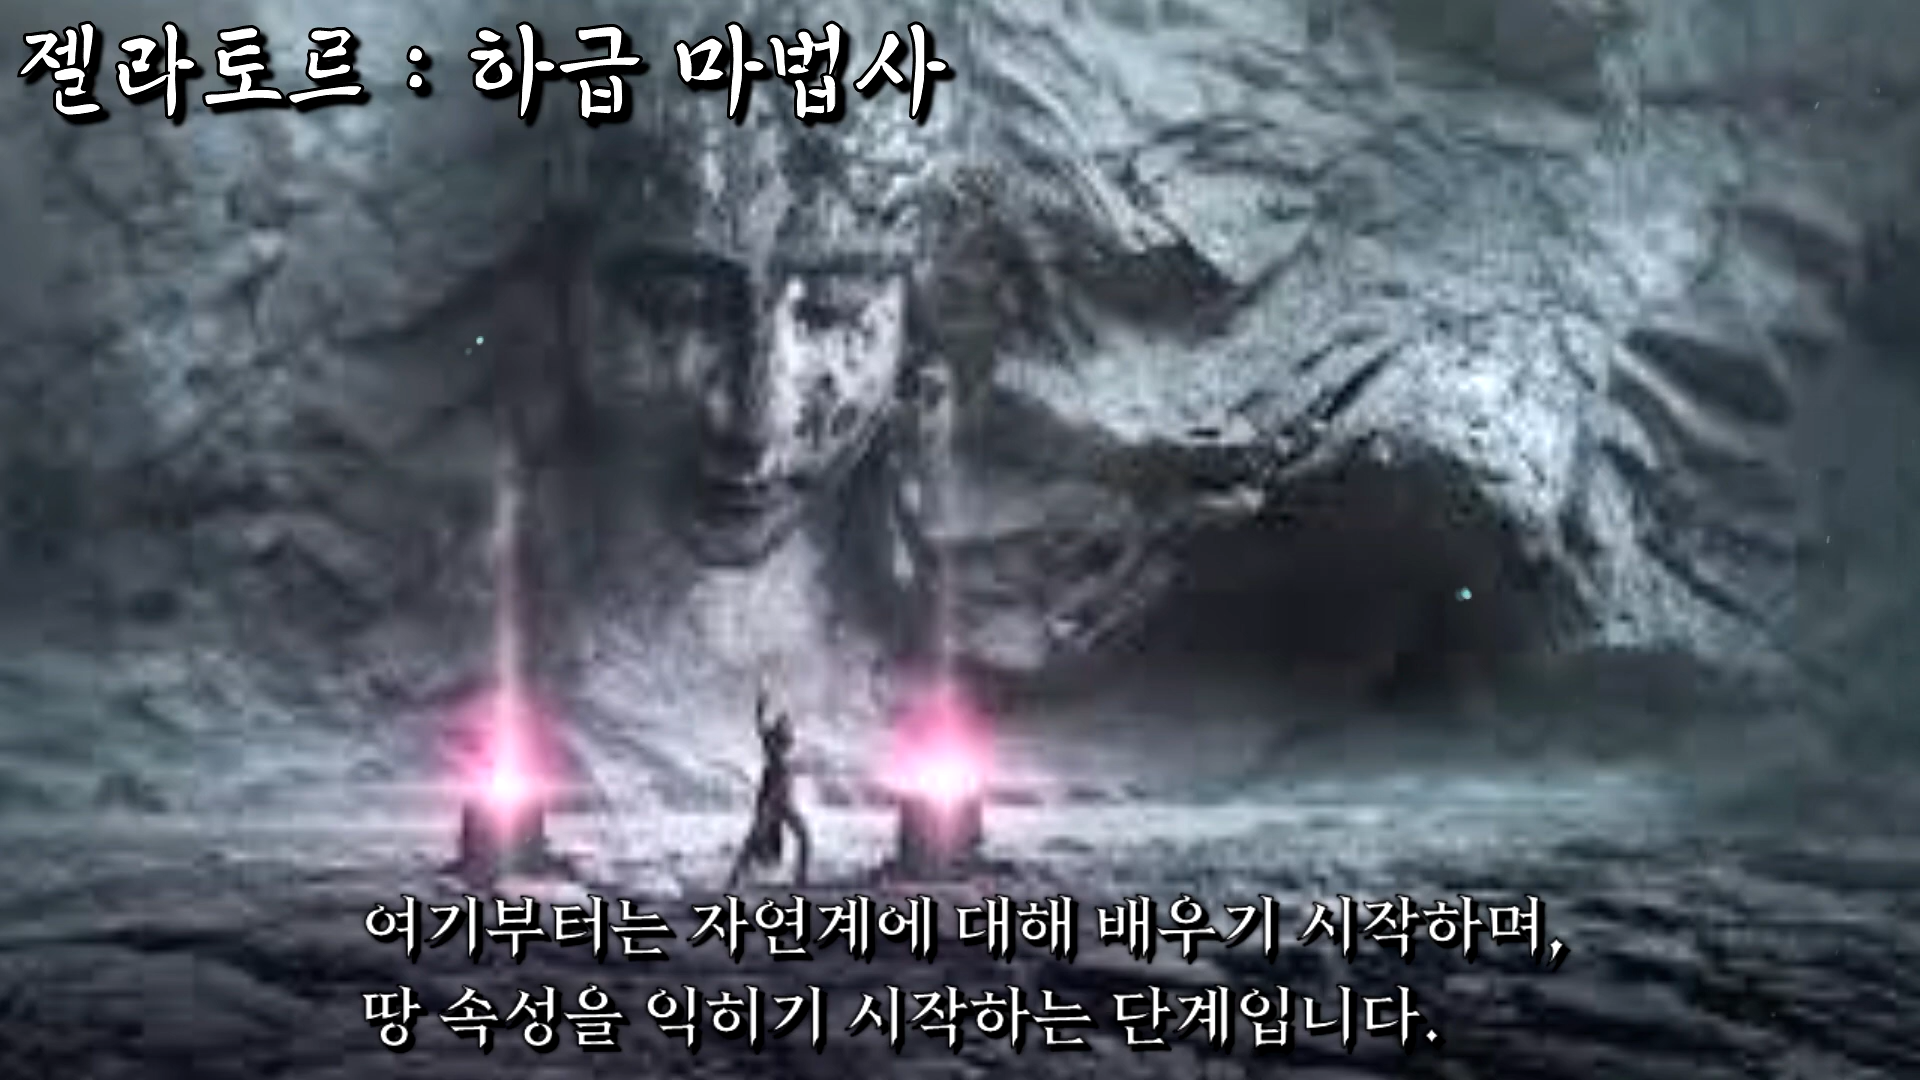 젤라토르 : 하급 마법사
여기부터는 자연계에 대해 배우기 시작하며,
땅 속성을 익히기 시작하는 단계입니다.